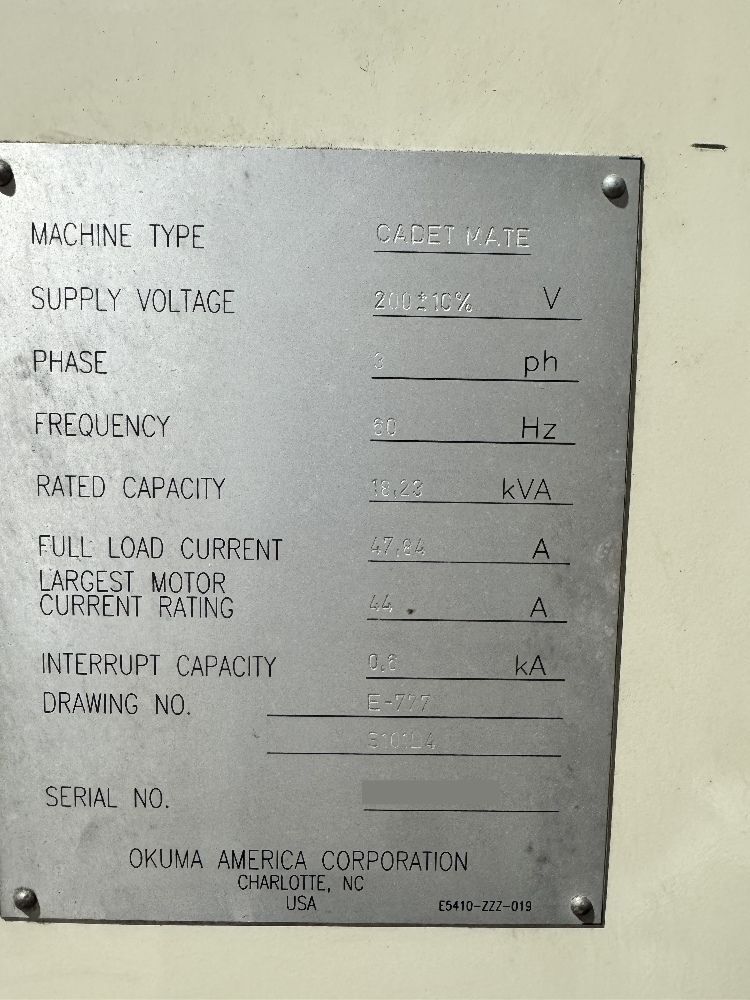 MACHINE TYPE CADET MATE
SUPPLY VOLTAGE 200±10% V
PHASE 3 ph
FREQUENCY 60 Hz
RATED CAPACITY kVA
FULL LOAD CURRENT 47,84 A
LARGEST MOTOR
CURRENT RATING 44 A
INTERRUPT CAPACITY kA
DRAWING NO. E-777
SERIAL NO.
OKUMA AMERICA CORPORATION
CHARLOTTE, NC
USA E5410-ZZZ-019